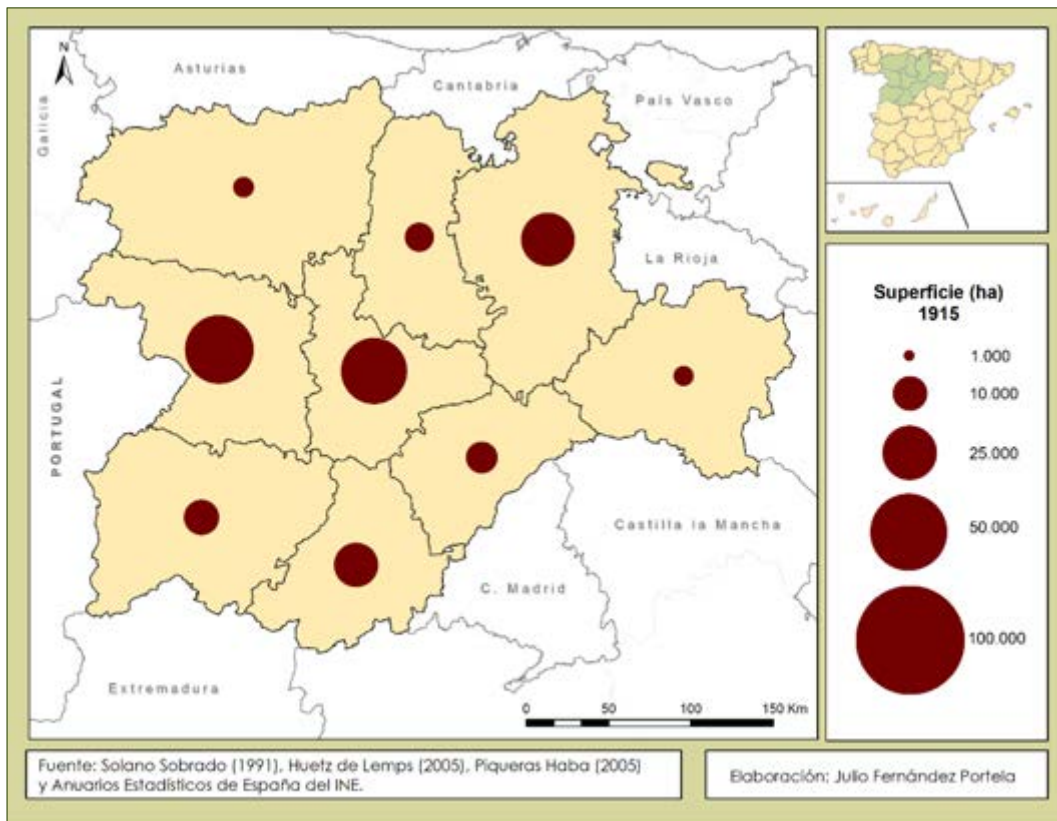 N
Asturias
Cantabria
País Vasco
Galicia
La Rioja
PORTUGAL
Castilla la Mancha
C. Madrid
Extremadura
0 50 100 150 Km
Superficie (ha)
1915
1.000
10.000
25.000
50.000
100.000
Fuente: Solano Sobrado (1991), Huetz de Lemps (2005), Piqueras Haba (2005)
y Anuarios Estadísticos de España del INE.
Elaboración: Julio Fernández Portela